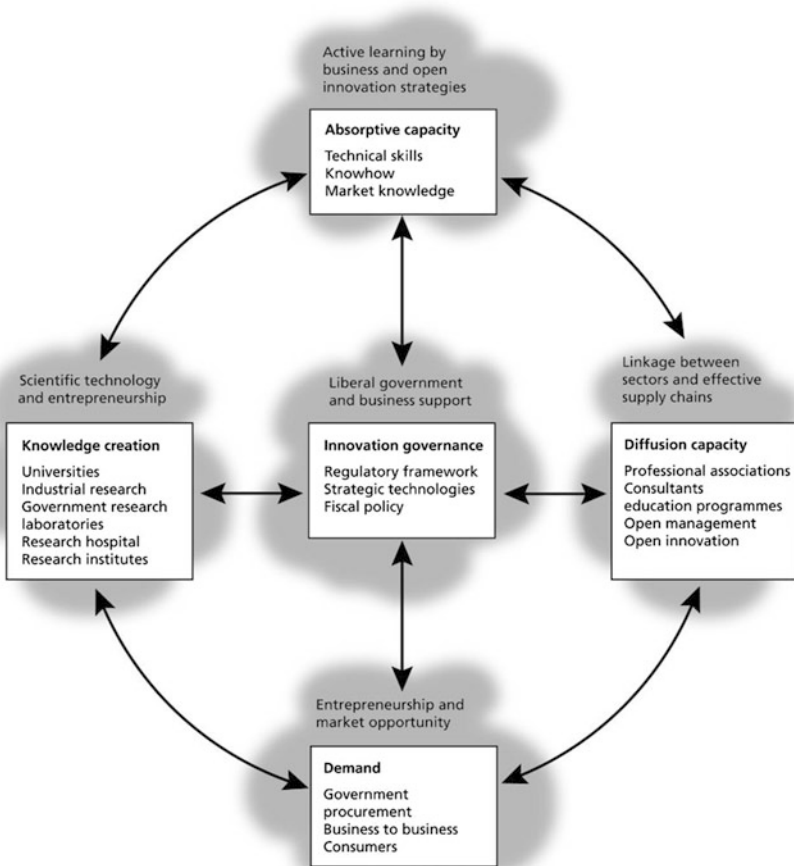 Active learning by
business and open
innovation strategies
Absorptive capacity
Technical skills
Knowhow
Market knowledge
Scientific technology
and entrepreneurship
Knowledge creation
Universities
Industrial research
Government research
laboratories
Research hospital
Research institutes
Liberal government
and business support
Innovation governance
Regulatory framework
Strategic technologies
Fiscal policy
Linkage between
sectors and effective
supply chains
Diffusion capacity
Professional associations
Consultants
education programmes
Open management
Open innovation
Entrepreneurship and
market opportunity
Demand
Government
procurement
Business to business
Consumers